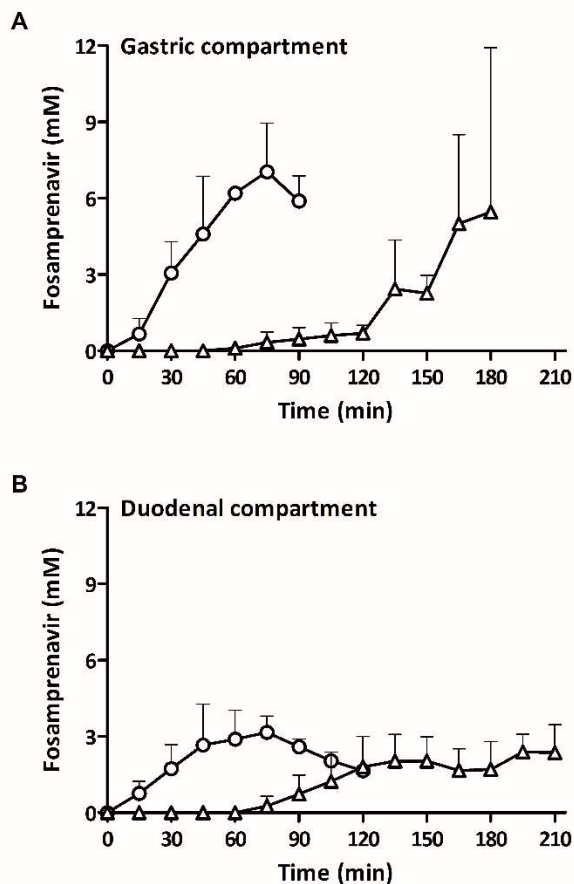 A
Gastric compartment
Fosamprenavir (mM)
12
9
6
3
0
0 30 60 90 120 150 180 210
Time (min)
B
Duodenal compartment
Fosamprenavir (mM)
12
9
6
3
0
0 30 60 90 120 150 180 210
Time (min)